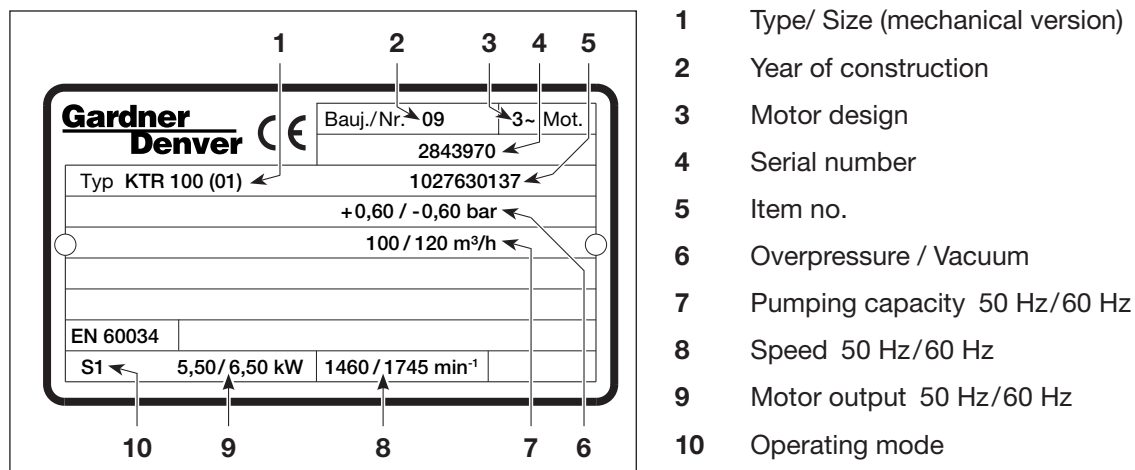 1 2 3 4 5
Gardner
Denver CE
Bauj./Nr. 09 3~ Mot.
2843970
Typ KTR 100 (01) 1027630137
+0,60 / -0,60 bar
100 / 120 m³/h
EN 60034
S1 5,50/6,50 kW 1460/1745 min⁻¹
10 9 8 7 6
1 Type/ Size (mechanical version)
2 Year of construction
3 Motor design
4 Serial number
5 Item no.
6 Overpressure / Vacuum
7 Pumping capacity 50 Hz/60 Hz
8 Speed 50 Hz/60 Hz
9 Motor output 50 Hz/60 Hz
10 Operating mode